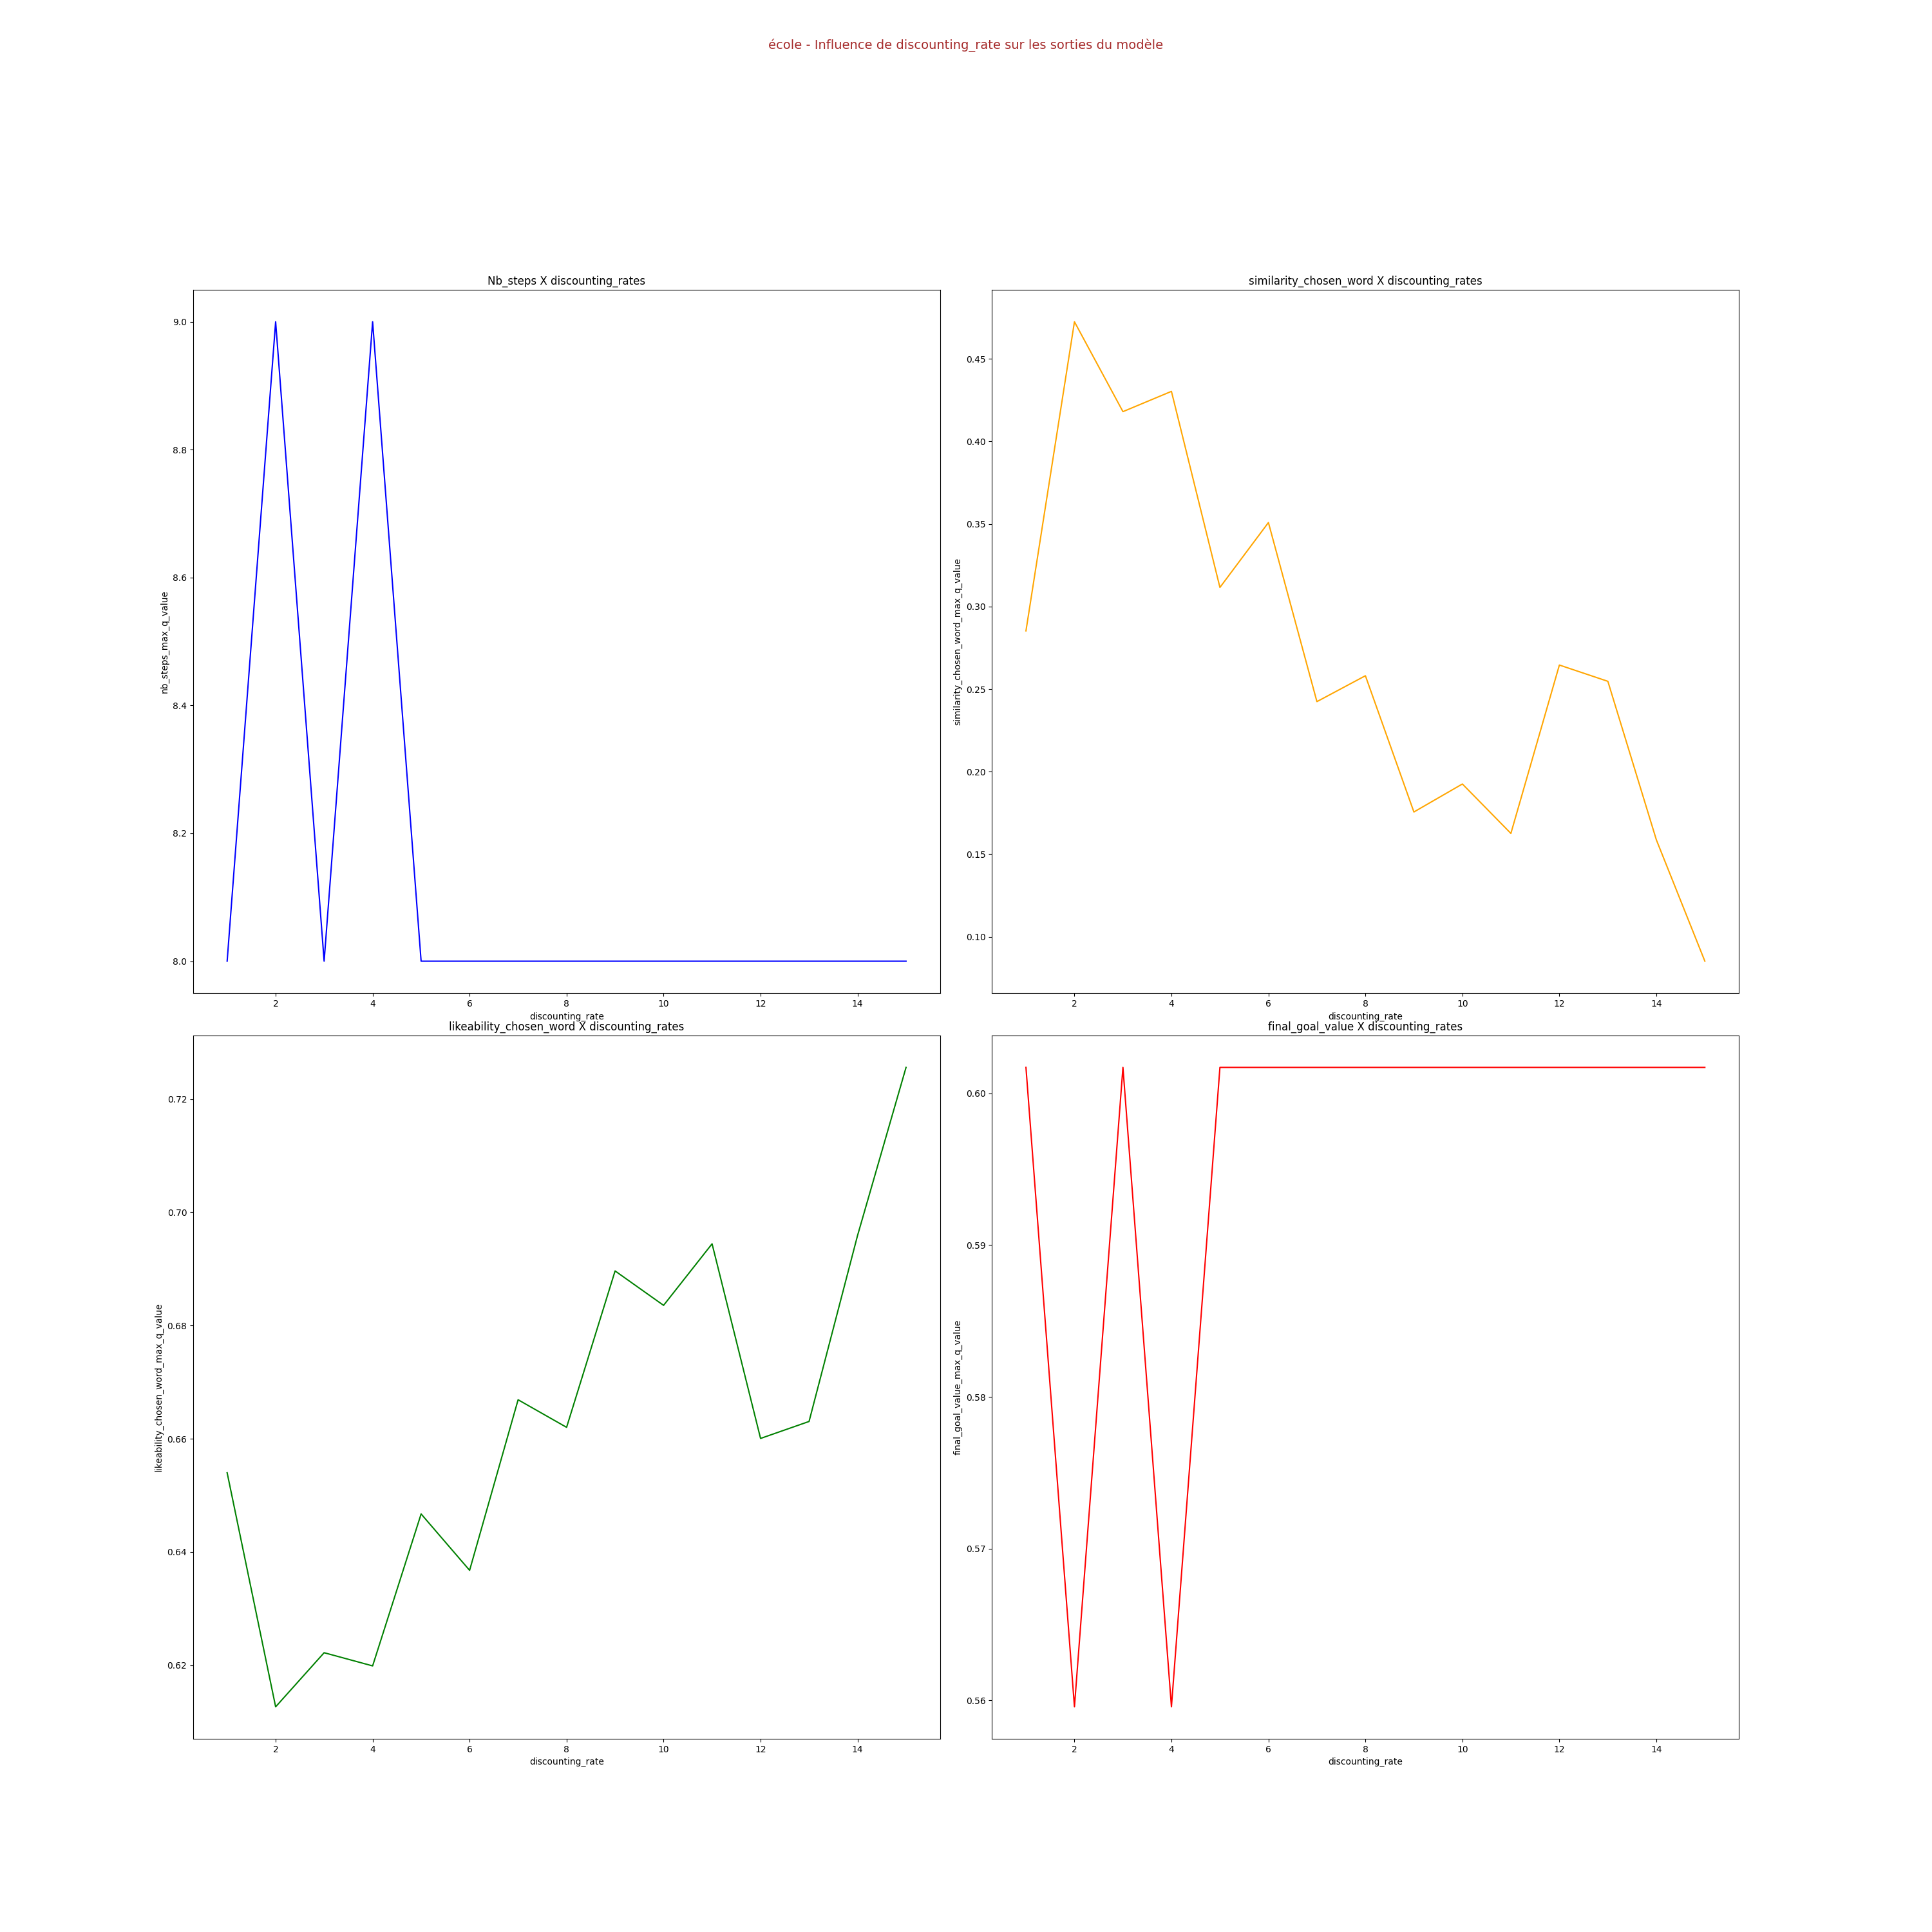 école - Influence de discounting_rate sur les sorties du modèle
Nb_steps X discounting_rates
nb_steps_max_q_value
9.0
8.8
8.6
8.4
8.2
8.0
2 4 6 8 10 12 14
discounting_rate
similarity_chosen_word X discounting_rates
similarity_chosen_word_max_q_value
0.45
0.40
0.35
0.30
0.25
0.20
0.15
0.10
2 4 6 8 10 12 14
discounting_rate
likeability_chosen_word X discounting_rates
likeability_chosen_word_max_q_value
0.72
0.70
0.68
0.66
0.64
0.62
2 4 6 8 10 12 14
discounting_rate
final_goal_value X discounting_rates
final_goal_value_max_q_value
0.60
0.59
0.58
0.57
0.56
2 4 6 8 10 12 14
discounting_rate